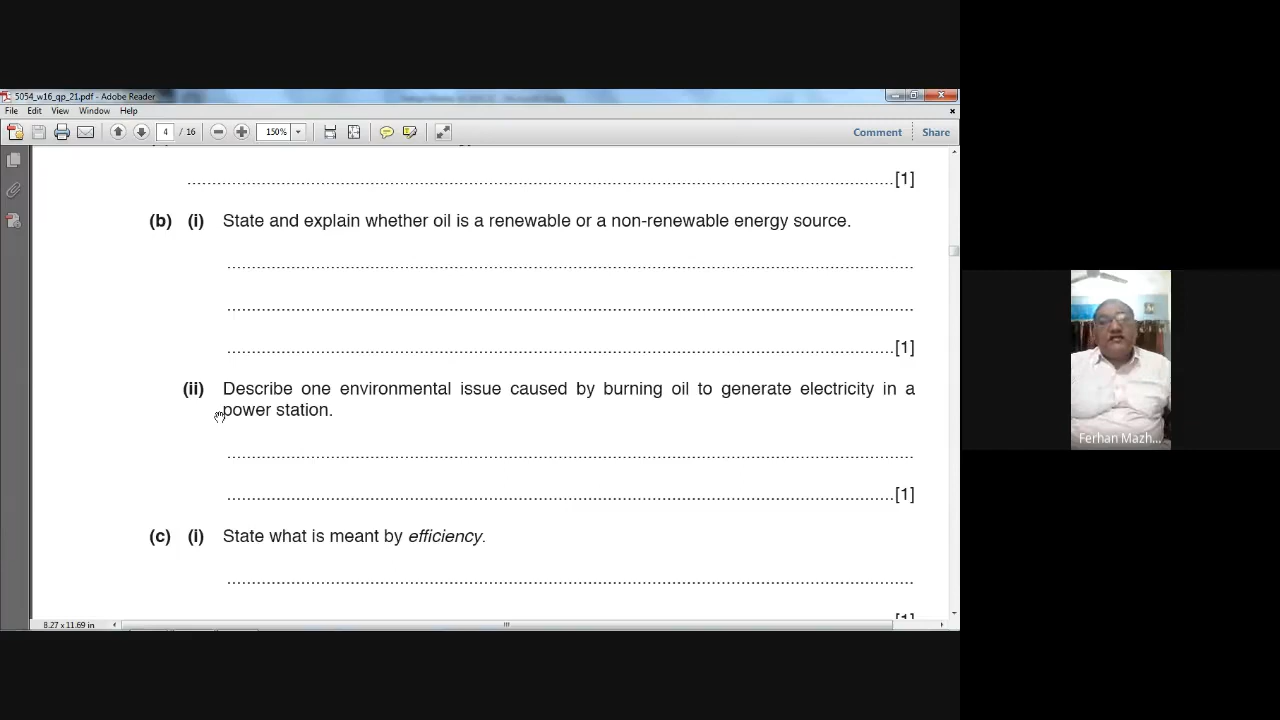 5054_w16_qp_21.pdf - Adobe Reader
File Edit View Window Help
4 / 16 150% Comment Share
[1]
(b) (i) State and explain whether oil is a renewable or a non-renewable energy source.
[1]
(ii) Describe one environmental issue caused by burning oil to generate electricity in a
power station.
[1]
(c) (i) State what is meant by efficiency.
8.27 x 11.69 in
Ferhan Mazh...